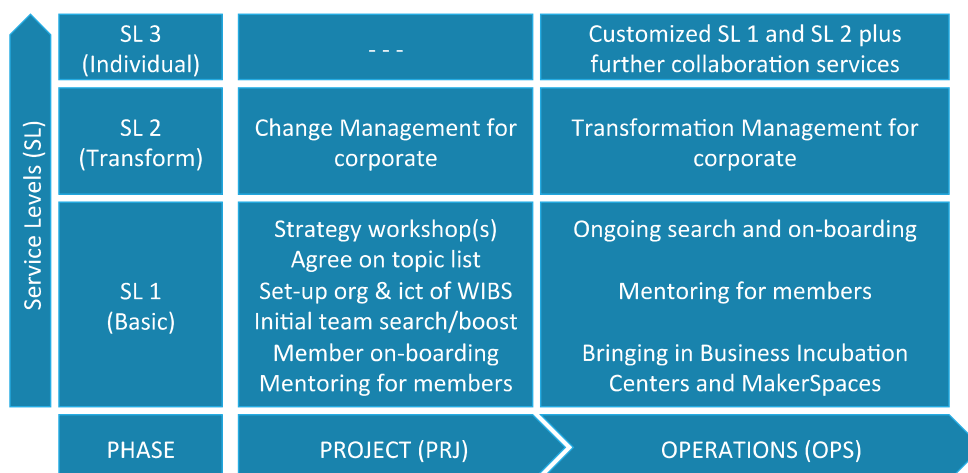 Service Levels (SL)
SL 3
(Individual)
- - -
Customized SL 1 and SL 2 plus
further collaboration services
SL 2
(Transform)
Change Management for
corporate
Transformation Management for
corporate
SL 1
(Basic)
Strategy workshop(s)
Agree on topic list
Set-up org & ict of WIBS
Initial team search/boost
Member on-boarding
Mentoring for members
Ongoing search and on-boarding
Mentoring for members
Bringing in Business Incubation
Centers and MakerSpaces
PHASE
PROJECT (PRJ)
OPERATIONS (OPS)